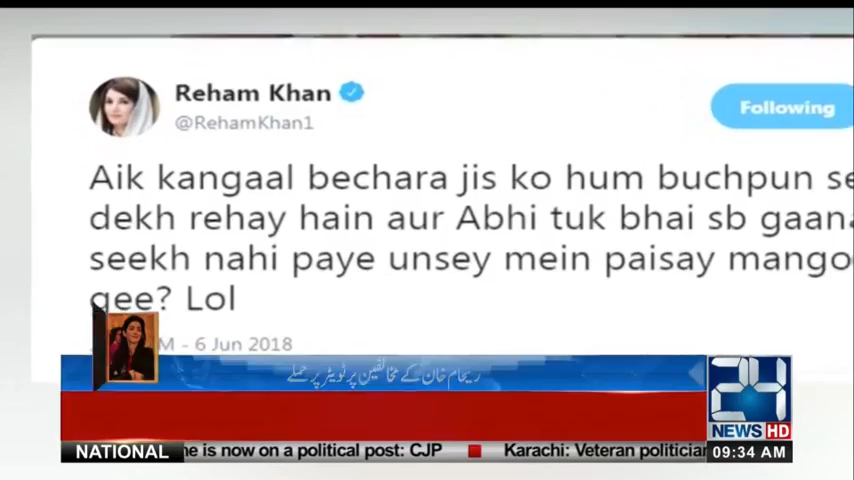 Reham Khan
@RehamKhan1
Following
Aik kangaal bechara jis ko hum buchpun se
dekh rehay hain aur Abhi tuk bhai sb gaana
seekh nahi paye unsey mein paisay mango
gee? Lol
M - 6 Jun 2018
ریحام خان کے مخالفین پر ٹویٹر پر حملے
24
NEWS HD
NATIONAL
ne is now on a political post: CJP
Karachi: Veteran politician
09:34 AM